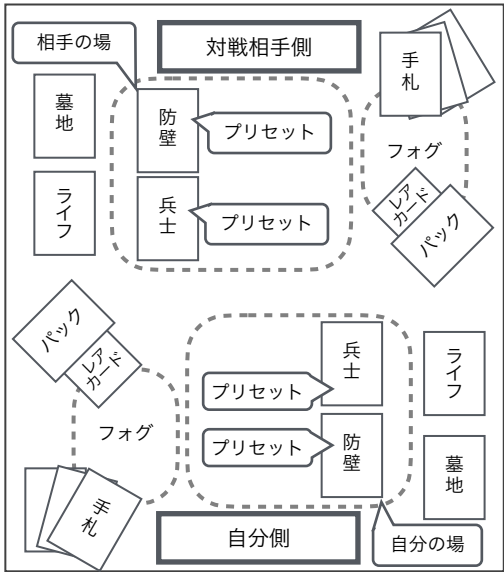 相手の場
対戦相手側
手札
墓地
防壁
プリセット
フォグ
ライフ
兵士
プリセット
レア
カード
パック
パック
レア
カード
兵士
ライフ
プリセット
フォグ
プリセット
防壁
墓地
手札
自分側
自分の場